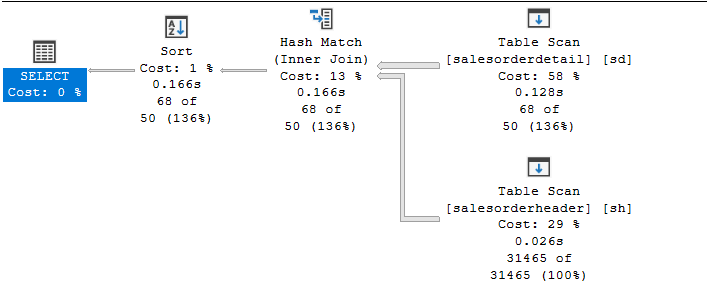 SELECT
Cost: 0 %
Sort
Cost: 1 %
0.166s
68 of
50 (136%)
Hash Match
(Inner Join)
Cost: 13 %
0.166s
68 of
50 (136%)
Table Scan
[salesorderdetail] [sd]
Cost: 58 %
0.128s
68 of
50 (136%)
Table Scan
[salesorderheader] [sh]
Cost: 29 %
0.026s
31465 of
31465 (100%)